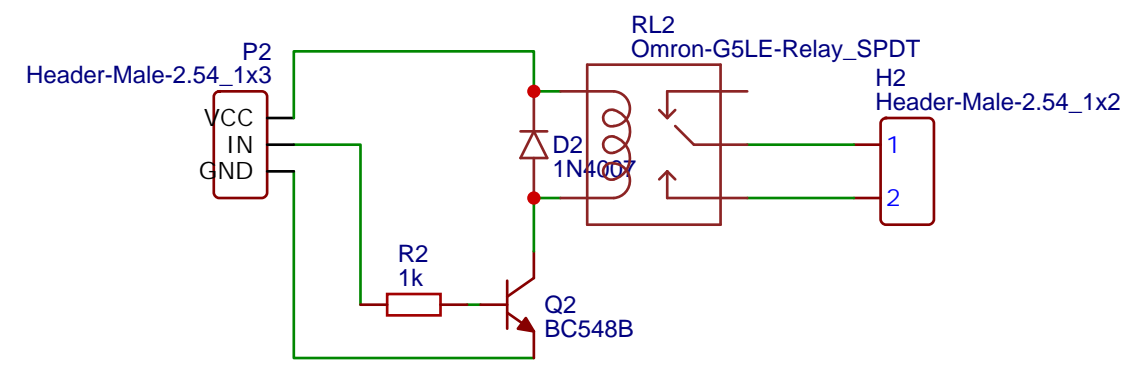 RL2
Omron-G5LE-Relay_SPDT
P2
Header-Male-2.54_1x3
VCC
IN
GND
H2
Header-Male-2.54_1x2
1
2
D2
1N4007
R2
1k
Q2
BC548B